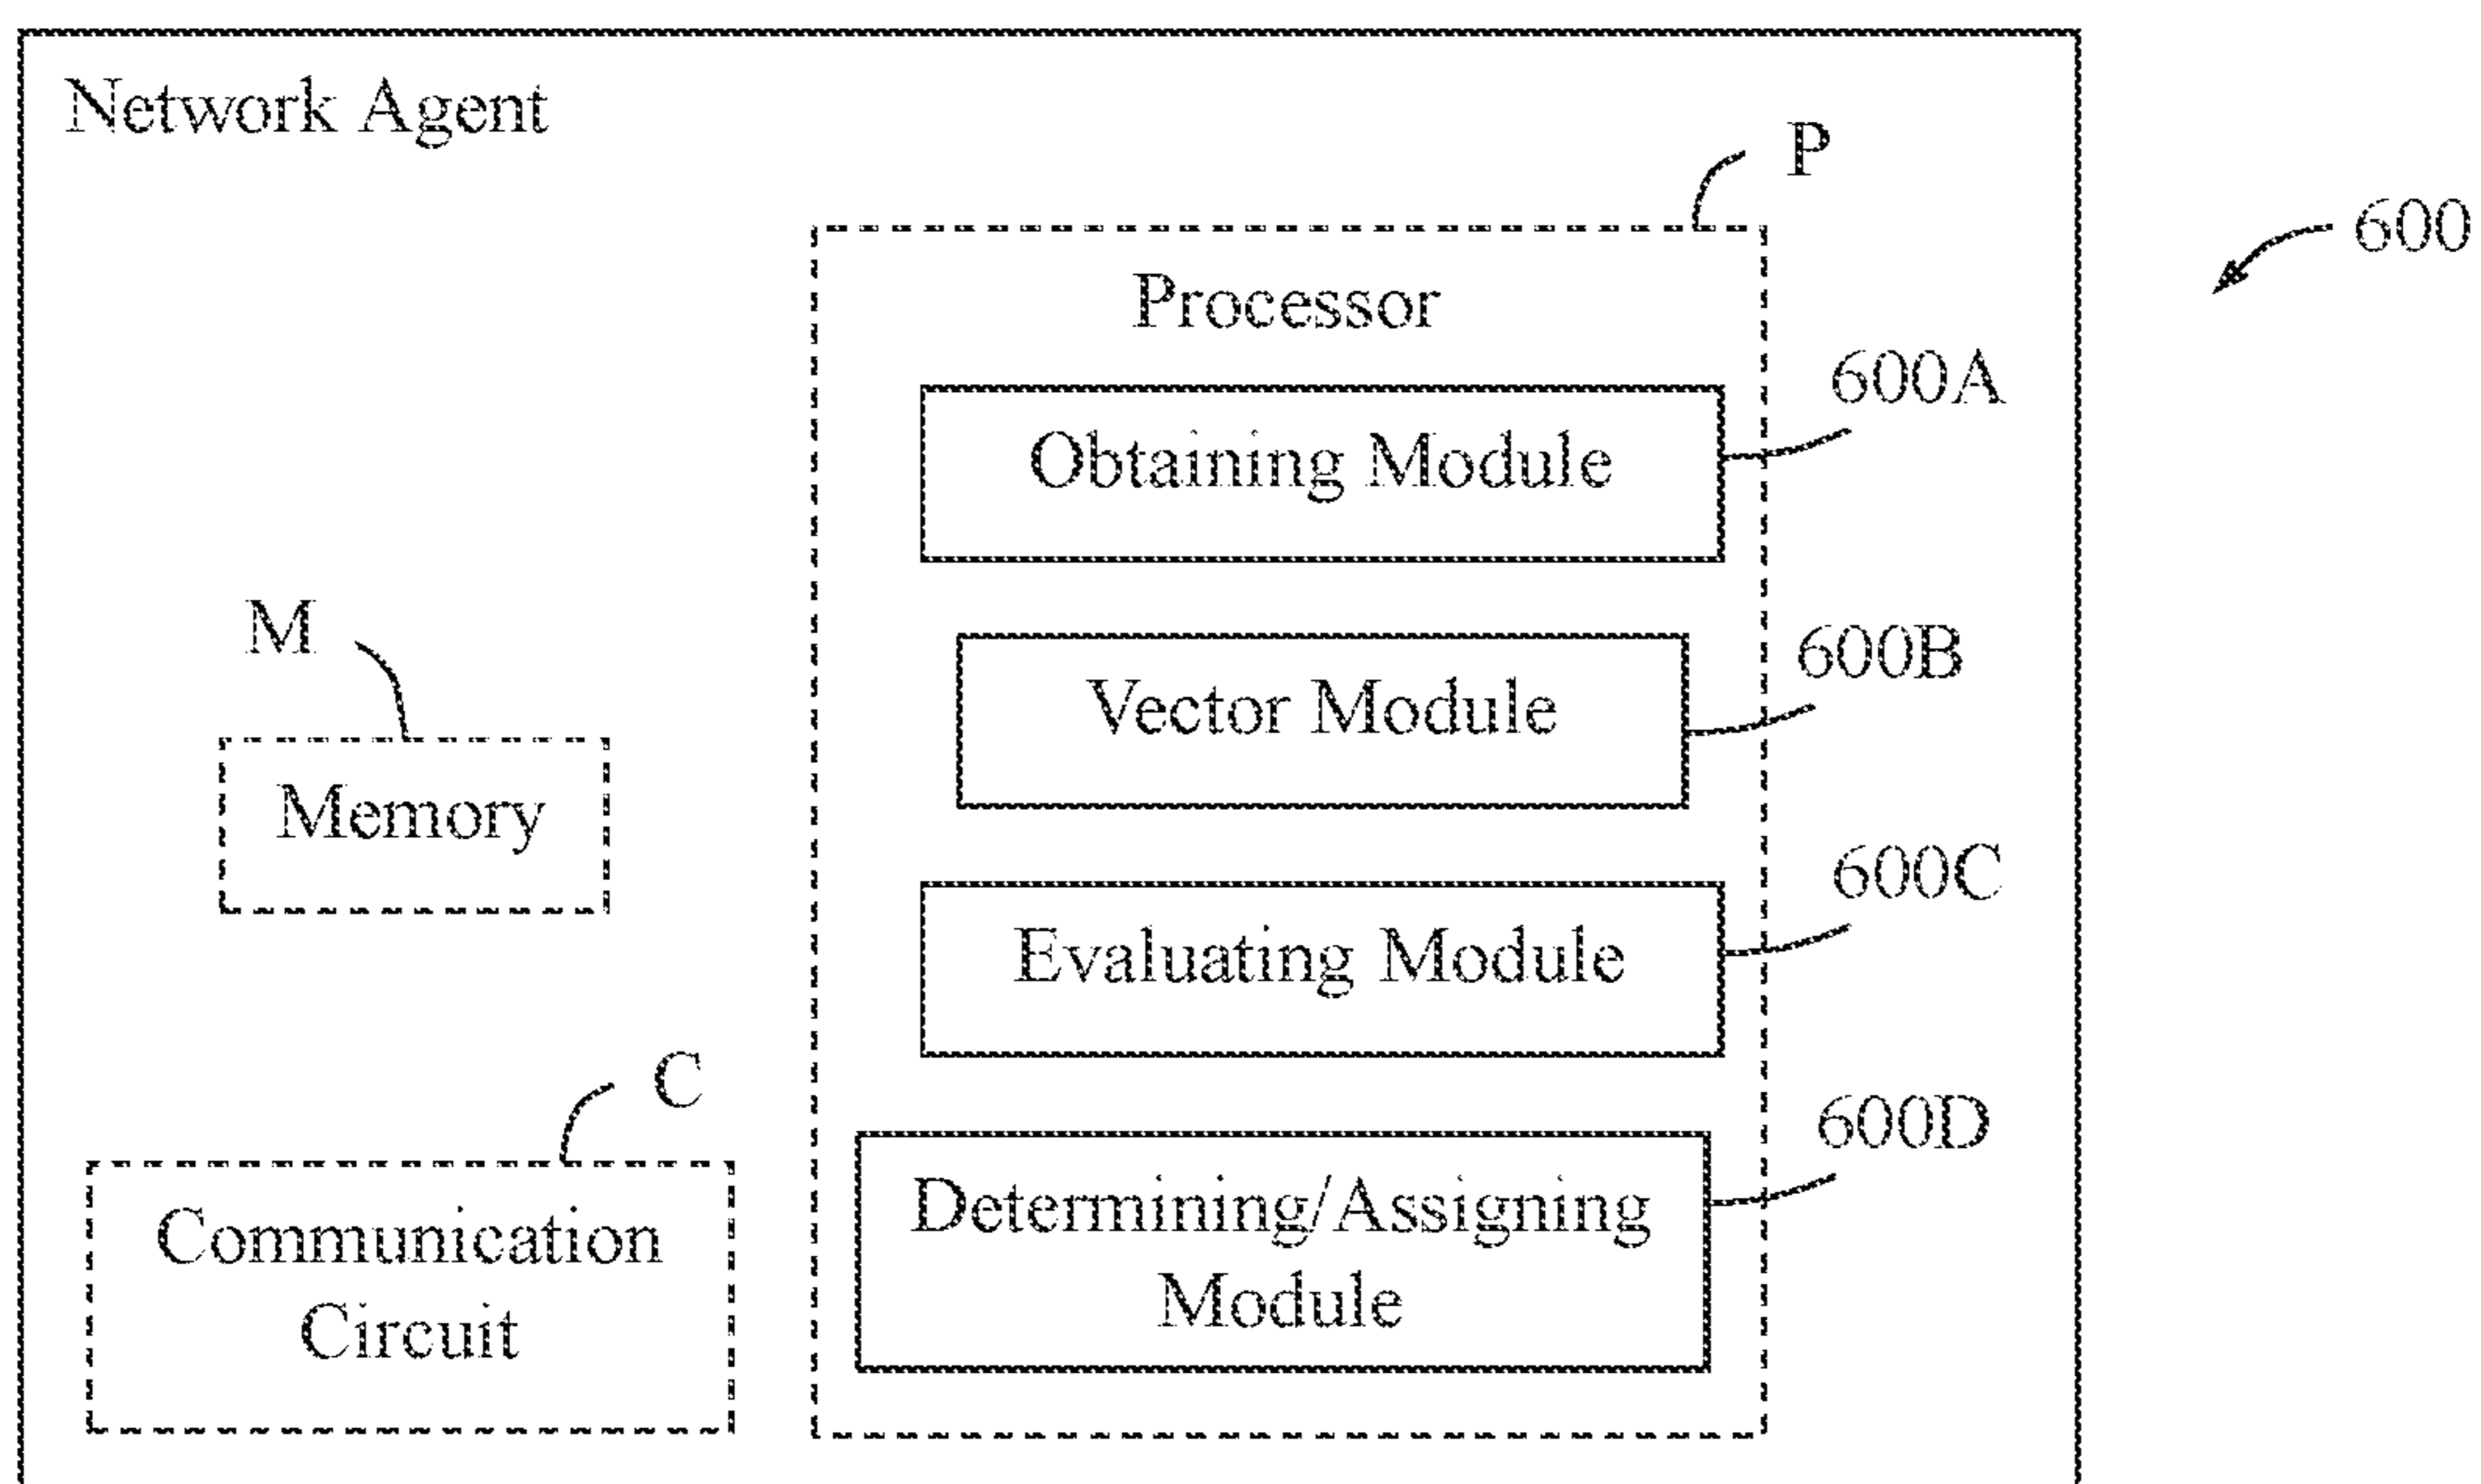 Network Agent
P
600
Processor
600A
Obtaining Module
M
600B
Vector Module
Memory
600C
Evaluating Module
C
600D
Communication
Circuit
Determining/Assigning
Module